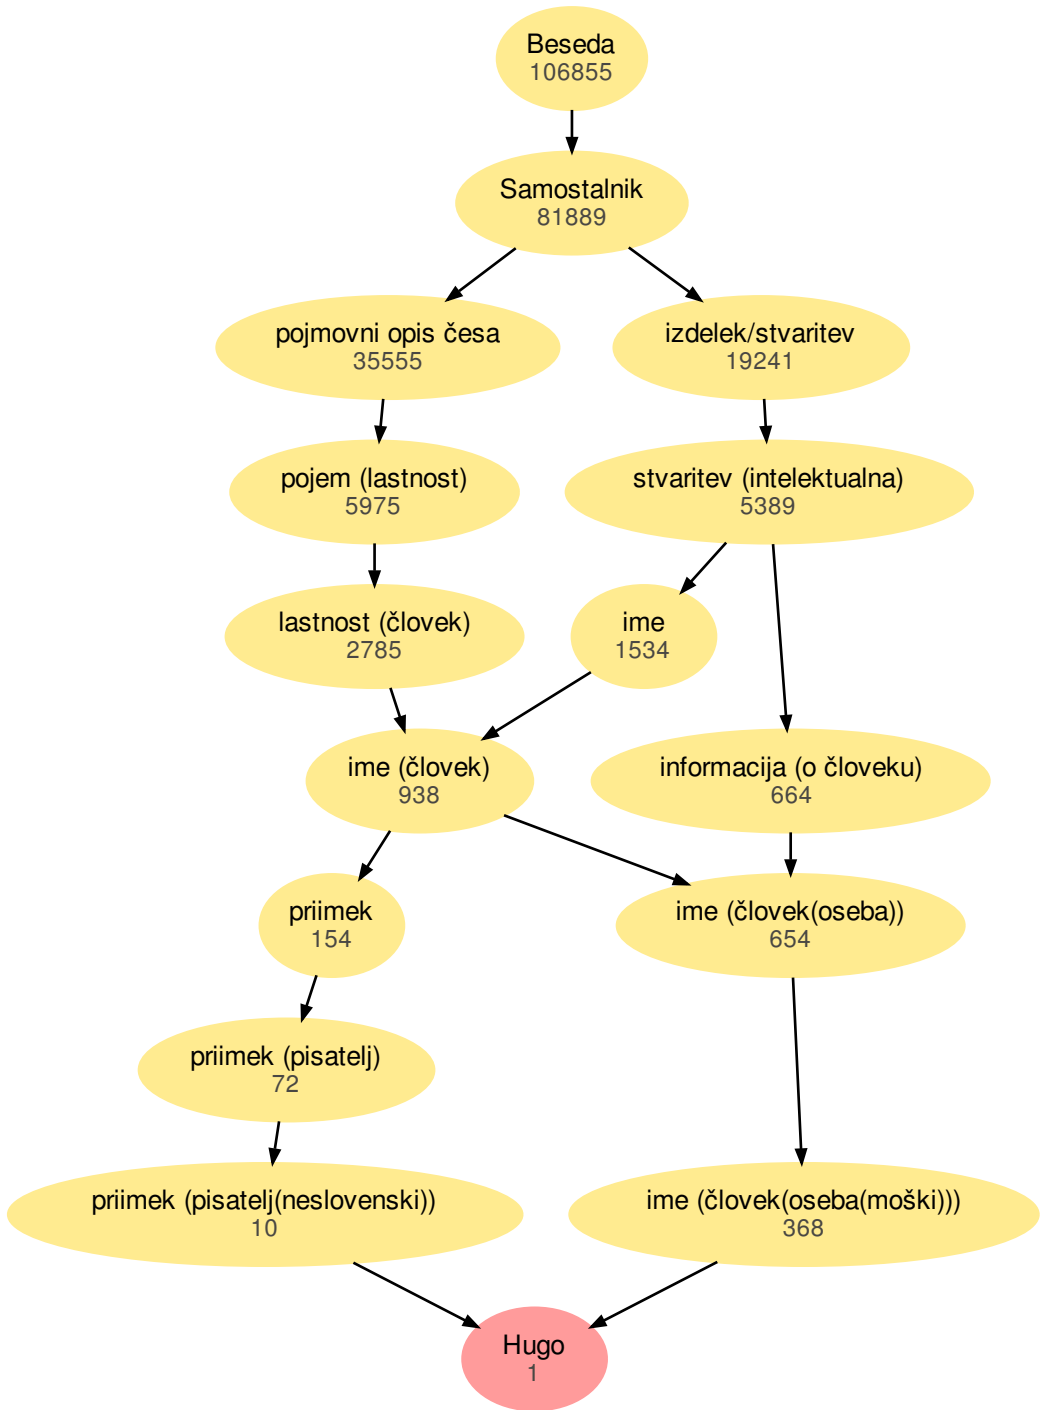 Beseda
106855
Samostalnik
81889
pojmovni opis česa
35555
izdelek/stvaritev
19241
pojem (lastnost)
5975
stvaritev (intelektualna)
5389
lastnost (človek)
2785
ime
1534
ime (človek)
938
informacija (o človeku)
664
priimek
154
ime (človek(oseba))
654
priimek (pisatelj)
72
priimek (pisatelj(neslovenski))
10
ime (človek(oseba(moški)))
368
Hugo
1